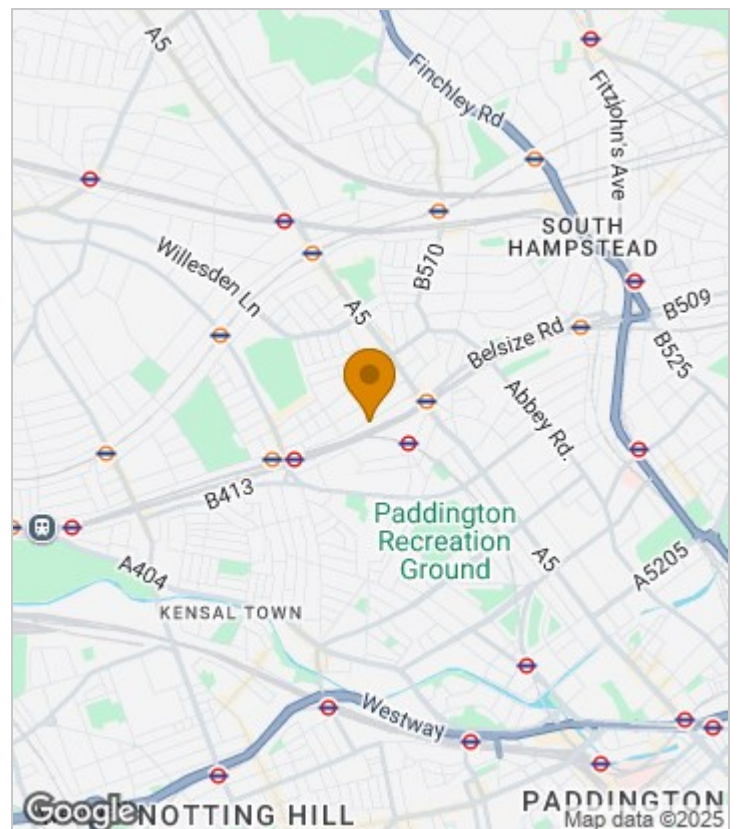 A5
Finchley Rd
Fitzjohn's Ave
SOUTH
HAMPSTEAD
Willesden Ln
B510
A5
B509
Belsize Rd
B525
Abbey Rd.
B413
Paddington
Recreation
Ground
A5
A404
A5205
KENSAL TOWN
Westway
PADDINGTON
Google
NOTTING HILL
Map data ©2025